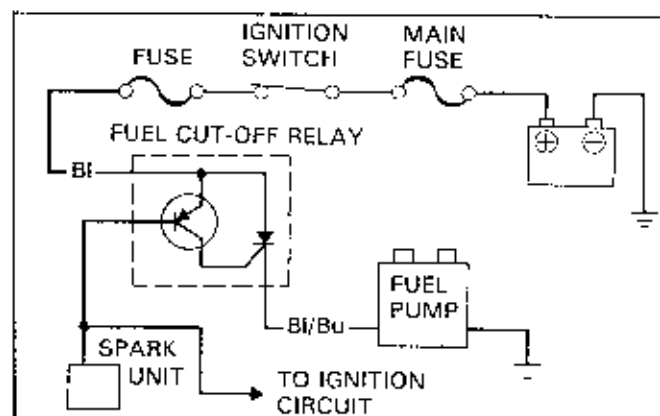 FUSE
IGNITION
SWITCH
MAIN
FUSE
FUEL CUT-OFF RELAY
Bl
+
−
FUEL
PUMP
Bl/Bu
SPARK
UNIT
TO IGNITION
CIRCUIT